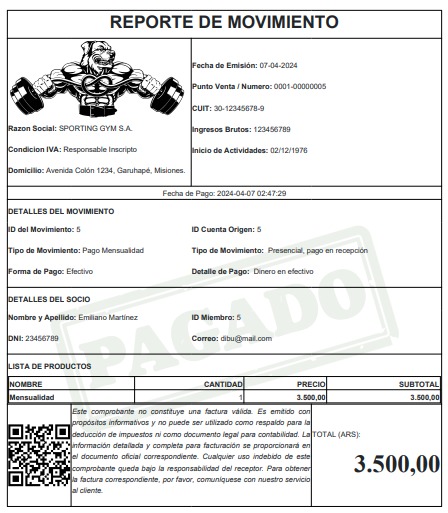 REPORTE DE MOVIMIENTO
Fecha de Emisión: 07-04-2024
Punto Venta / Numero: 0001-00000005
CUIT: 30-12345678-9
Razon Social: SPORTING GYM S.A.
Ingresos Brutos: 123456789
Condicion IVA: Responsable Inscripto
Inicio de Actividades: 02/12/1976
Domicilio: Avenida Colón 1234, Garuhapé, Misiones.
Fecha de Pago: 2024-04-07 02:47:29
DETALLES DEL MOVIMIENTO
ID del Movimiento: 5
ID Cuenta Origen: 5
Tipo de Movimiento: Pago Mensualidad
Tipo de Movimiento: Presencial, pago en recepción
Forma de Pago: Efectivo
Detalle de Pago: Dinero en efectivo
DETALLES DEL SOCIO
Nombre y Apellido: Emiliano Martínez
ID Miembro: 5
DNI: 23456789
Correo: dibu@mail.com
PAGADO
LISTA DE PRODUCTOS
NOMBRE CANTIDAD PRECIO SUBTOTAL
Mensualidad 1 3.500,00 3.500,00
Este comprobante no constituye una factura válida. Es emitido con
propósitos informativos y no puede ser utilizado como respaldo para la
deducción de impuestos ni como documento legal para contabilidad. La
información detallada y completa para facturación se proporcionará en
el documento oficial correspondiente. Cualquier uso indebido de este
comprobante queda bajo la responsabilidad del receptor. Para obtener
la factura correspondiente, por favor, comuníquese con nuestro servicio
al cliente.
TOTAL (ARS):
3.500,00